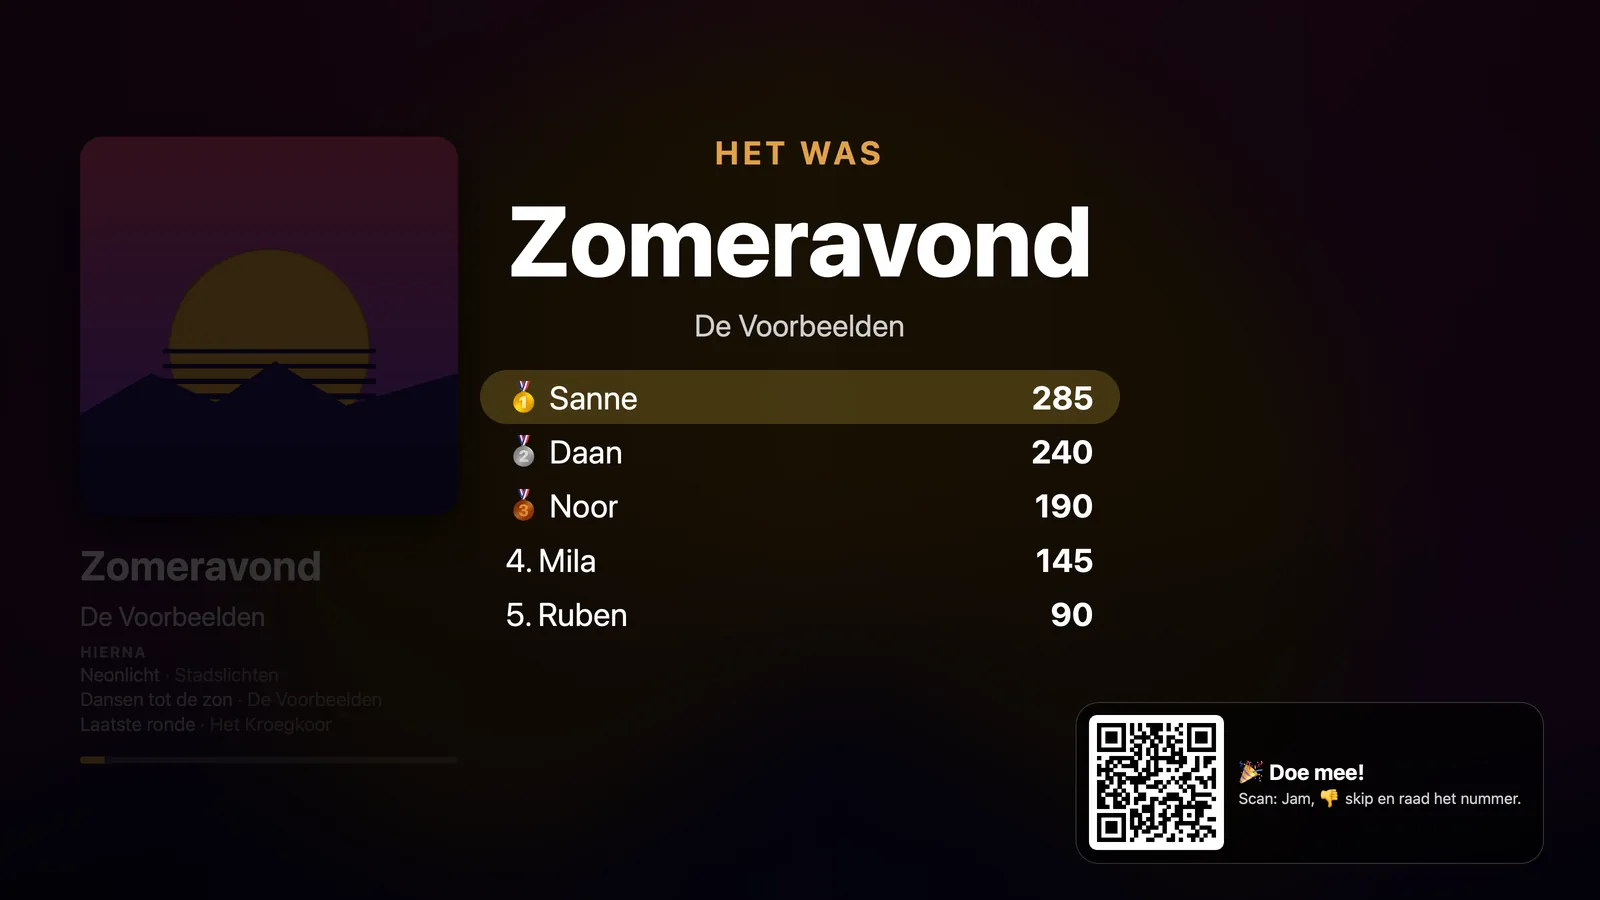 HET WAS
Zomeravond
De Voorbeelden
🥇 Sanne 285
🥈 Daan 240
🥉 Noor 190
4. Mila 145
5. Ruben 90
Zomeravond
De Voorbeelden
HIERNA
Neonlicht · Stadslichten
Dansen tot de zon · De Voorbeelden
Laatste ronde · Het Kroegkoor
🎉 Doe mee!
Scan: Jam, 👎 skip en raad het nummer.